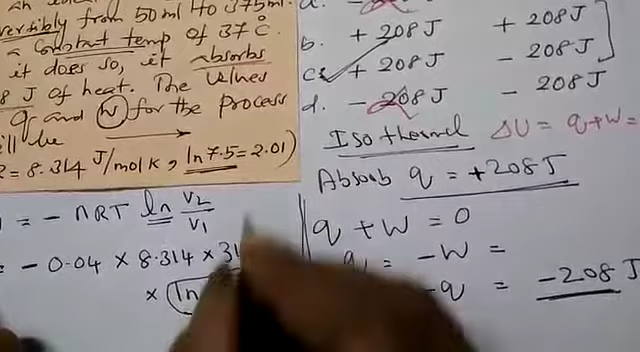 an ideal
versibly from 50 ml to 375 ml.
a constant temp of 37°C.
it does so, it absorbs
8 J of heat. The values
q and w for the process
ill be
= 8.314 J/mol K, ln 7.5 = 2.01)
a.
b. + 208 J + 208 J
c. + 208 J - 208 J
d. - 208 J - 208 J
Isothermal ΔU = q + w =
Absorb q = +208 J
q + w = 0
= - w =
- q = - 208 J
= - nRT ln V2/V1
= - 0.04 × 8.314 × 31
× ln